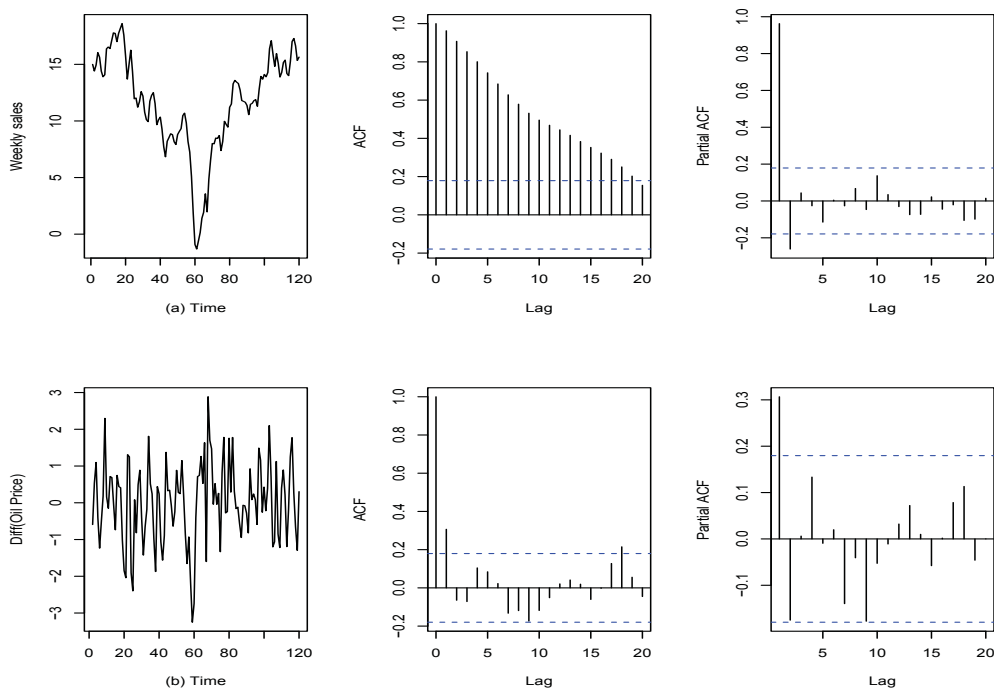 Weekly sales
15
10
5
0
0 20 40 60 80 120
(a) Time
ACF
1.0
0.8
0.6
0.4
0.2
0.0
−0.2
0 5 10 15 20
Lag
Partial ACF
1.0
0.8
0.6
0.4
0.2
0.0
−0.2
5 10 15 20
Lag
Diff(Oil Price)
3
2
1
0
−1
−2
−3
0 20 40 60 80 120
(b) Time
ACF
1.0
0.8
0.6
0.4
0.2
0.0
−0.2
0 5 10 15 20
Lag
Partial ACF
0.3
0.2
0.1
0.0
−0.1
5 10 15 20
Lag